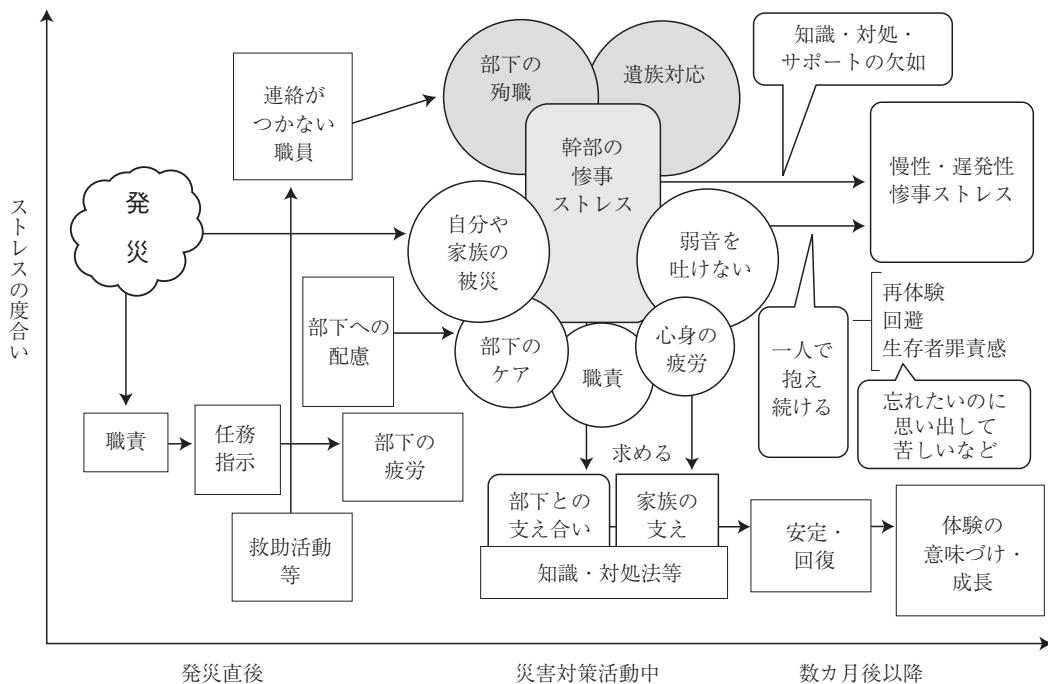 ストレスの度合い
発
災
職責
任務
指示
連絡が
つかない
職員
部下への
配慮
部下の
疲労
救助活動
等
部下の
殉職
遺族対応
幹部の
惨事
ストレス
自分や
家族の
被災
弱音を
吐けない
部下の
ケア
職責
心身の
疲労
求める
部下との
支え合い
家族の
支え
知識・対処法等
知識・対処・
サポートの欠如
慢性・遅発性
惨事ストレス
一人で
抱え
続ける
再体験
回避
生存者罪責感
忘れたいのに
思い出して
苦しいなど
安定・
回復
体験の
意味づけ・
成長
発災直後
災害対策活動中
数カ月後以降